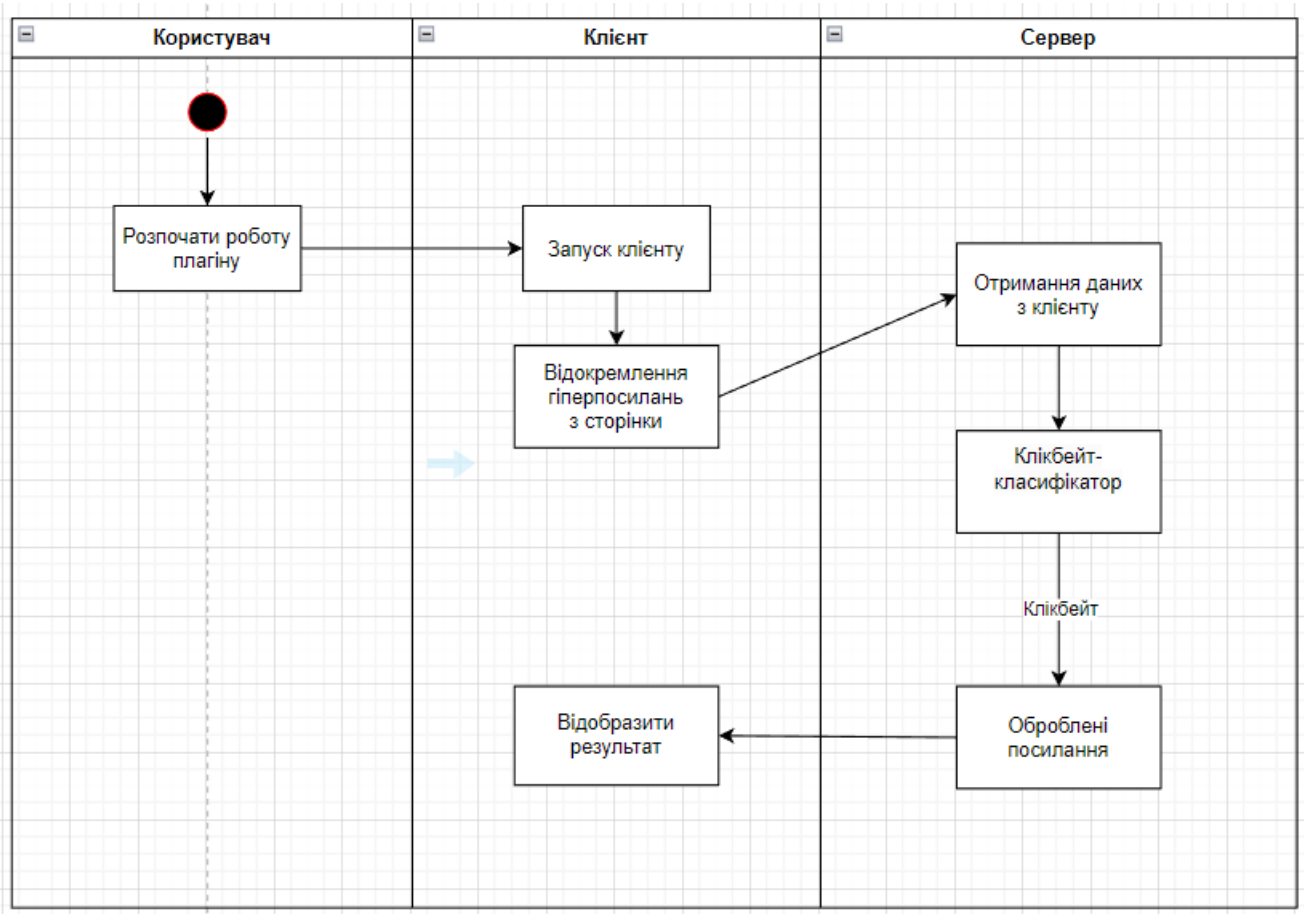 Користувач
Клієнт
Сервер
Розпочати роботу
плагіну
Запуск клієнту
Отримання даних
з клієнту
Відокремлення
гіперпосилань
з сторінки
Клікбейт-
класифікатор
Клікбейт
Відобразити
результат
Оброблені
посилання